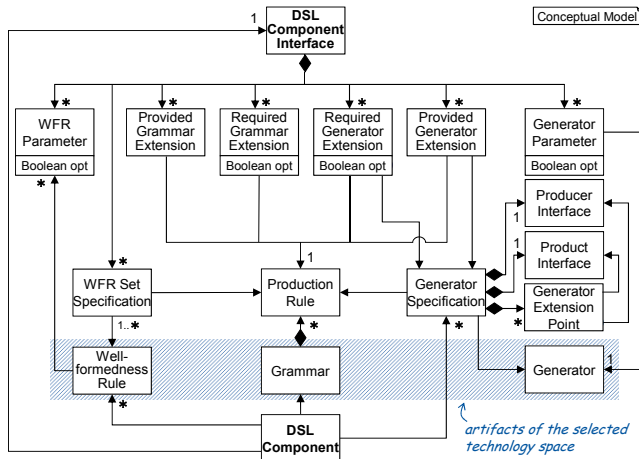 1
DSL
Component
Interface
Conceptual Model
* * * * * * *
WFR
Parameter
Boolean opt
*
Provided
Grammar
Extension
Required
Grammar
Extension
Boolean opt
Required
Generator
Extension
Boolean opt
Provided
Generator
Extension
Generator
Parameter
Boolean opt
Producer
Interface
1
1
Product
Interface
*
WFR Set
Specification
1
Production
Rule
Generator
Specification
Generator
Extension
Point
*
1..*
*
*
Well-
formedness
Rule
*
Grammar
Generator
1
DSL
Component
artifacts of the selected
technology space